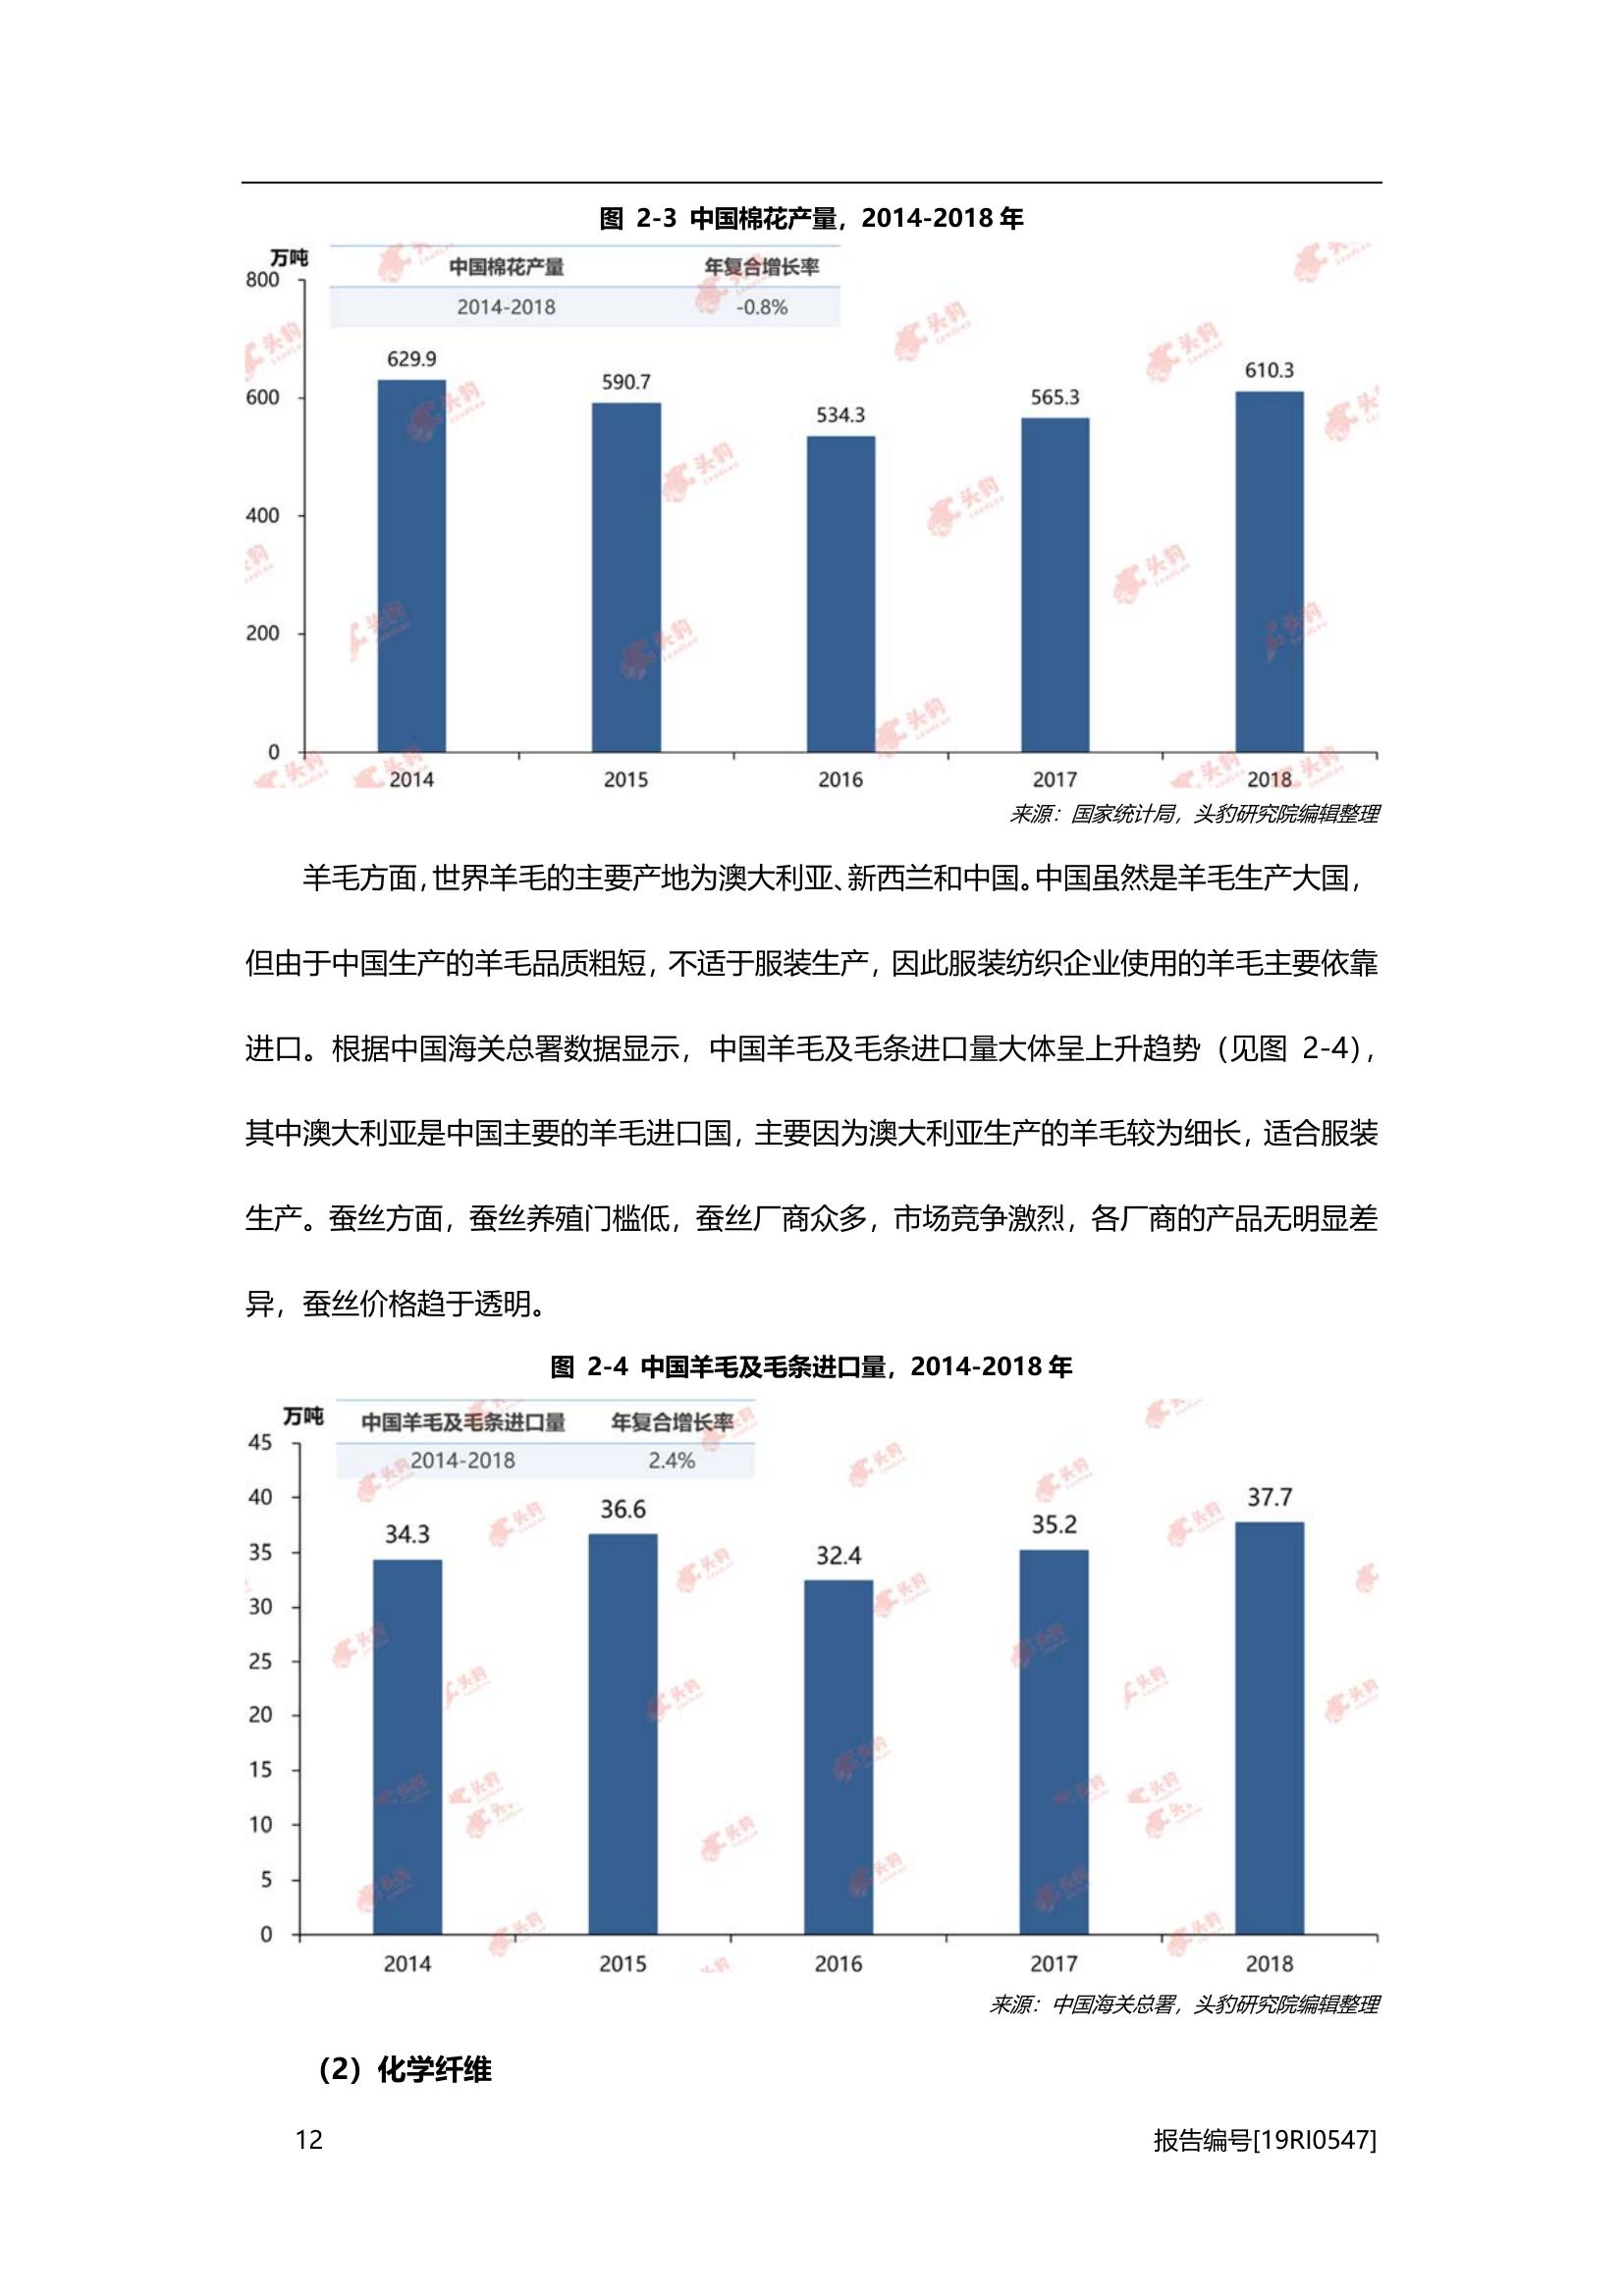 图 2-3 中国棉花产量，2014-2018 年
万吨
中国棉花产量 年复合增长率
2014-2018 -0.8%
800
600
400
200
0
629.9
590.7
534.3
565.3
610.3
2014 2015 2016 2017 2018
来源：国家统计局，头豹研究院编辑整理
羊毛方面，世界羊毛的主要产地为澳大利亚、新西兰和中国。中国虽然是羊毛生产大国，
但由于中国生产的羊毛品质粗短，不适于服装生产，因此服装纺织企业使用的羊毛主要依靠
进口。根据中国海关总署数据显示，中国羊毛及毛条进口量大体呈上升趋势（见图 2-4），
其中澳大利亚是中国主要的羊毛进口国，主要因为澳大利亚生产的羊毛较为细长，适合服装
生产。蚕丝方面，蚕丝养殖门槛低，蚕丝厂商众多，市场竞争激烈，各厂商的产品无明显差
异，蚕丝价格趋于透明。
图 2-4 中国羊毛及毛条进口量，2014-2018 年
万吨
中国羊毛及毛条进口量 年复合增长率
2014-2018 2.4%
45
40
35
30
25
20
15
10
5
0
34.3
36.6
32.4
35.2
37.7
2014 2015 2016 2017 2018
来源：中国海关总署，头豹研究院编辑整理
（2）化学纤维
12 报告编号[19RI0547]
头豹